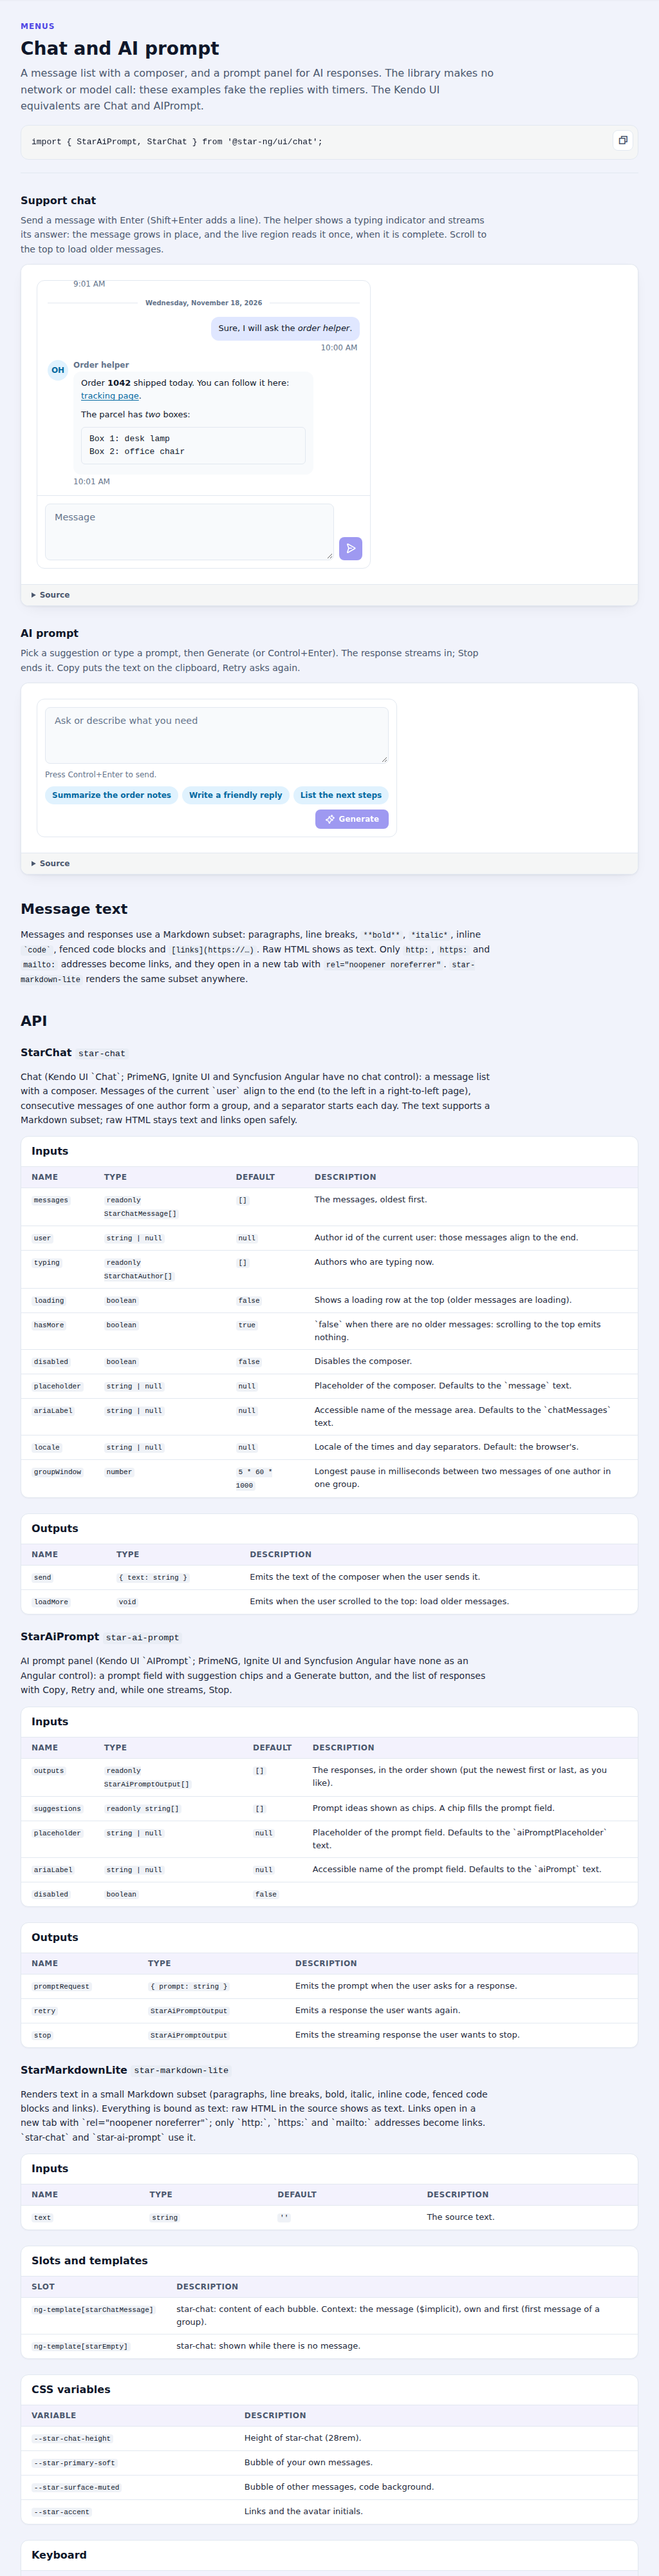 MENUS
Chat and AI prompt
A message list with a composer, and a prompt panel for AI responses. The library makes no
network or model call: these examples fake the replies with timers. The Kendo UI
equivalents are Chat and AIPrompt.
import { StarAiPrompt, StarChat } from '@star-ng/ui/chat';
Support chat
Send a message with Enter (Shift+Enter adds a line). The helper shows a typing indicator and streams
its answer: the message grows in place, and the live region reads it once, when it is complete. Scroll to
the top to load older messages.
9:01 AM
Wednesday, November 18, 2026
Sure, I will ask the order helper.
10:00 AM
OH
Order helper
Order 1042 shipped today. You can follow it here:
tracking page.
The parcel has two boxes:
Box 1: desk lamp
Box 2: office chair
10:01 AM
Message
Source
AI prompt
Pick a suggestion or type a prompt, then Generate (or Control+Enter). The response streams in; Stop
ends it. Copy puts the text on the clipboard, Retry asks again.
Ask or describe what you need
Press Control+Enter to send.
Summarize the order notes Write a friendly reply List the next steps
Generate
Source
Message text
Messages and responses use a Markdown subset: paragraphs, line breaks, **bold**, *italic*, inline
`code`, fenced code blocks and [links](https://…). Raw HTML shows as text. Only http:, https: and
mailto: addresses become links, and they open in a new tab with rel="noopener noreferrer". star-
markdown-lite renders the same subset anywhere.
API
StarChat star-chat
Chat (Kendo UI `Chat`; PrimeNG, Ignite UI and Syncfusion Angular have no chat control): a message list
with a composer. Messages of the current `user` align to the end (to the left in a right-to-left page),
consecutive messages of one author form a group, and a separator starts each day. The text supports a
Markdown subset; raw HTML stays text and links open safely.
Inputs
NAME TYPE DEFAULT DESCRIPTION
messages readonly StarChatMessage[] [] The messages, oldest first.
user string | null null Author id of the current user: those messages align to the end.
typing readonly StarChatAuthor[] [] Authors who are typing now.
loading boolean false Shows a loading row at the top (older messages are loading).
hasMore boolean true `false` when there are no older messages: scrolling to the top emits nothing.
disabled boolean false Disables the composer.
placeholder string | null null Placeholder of the composer. Defaults to the `message` text.
ariaLabel string | null null Accessible name of the message area. Defaults to the `chatMessages` text.
locale string | null null Locale of the times and day separators. Default: the browser's.
groupWindow number 5 * 60 * 1000 Longest pause in milliseconds between two messages of one author in one group.
Outputs
NAME TYPE DESCRIPTION
send { text: string } Emits the text of the composer when the user sends it.
loadMore void Emits when the user scrolled to the top: load older messages.
StarAiPrompt star-ai-prompt
AI prompt panel (Kendo UI `AIPrompt`; PrimeNG, Ignite UI and Syncfusion Angular have none as an
Angular control): a prompt field with suggestion chips and a Generate button, and the list of responses
with Copy, Retry and, while one streams, Stop.
Inputs
NAME TYPE DEFAULT DESCRIPTION
outputs readonly StarAiPromptOutput[] [] The responses, in the order shown (put the newest first or last, as you like).
suggestions readonly string[] [] Prompt ideas shown as chips. A chip fills the prompt field.
placeholder string | null null Placeholder of the prompt field. Defaults to the `aiPromptPlaceholder` text.
ariaLabel string | null null Accessible name of the prompt field. Defaults to the `aiPrompt` text.
disabled boolean false
Outputs
NAME TYPE DESCRIPTION
promptRequest { prompt: string } Emits the prompt when the user asks for a response.
retry StarAiPromptOutput Emits a response the user wants again.
stop StarAiPromptOutput Emits the streaming response the user wants to stop.
StarMarkdownLite star-markdown-lite
Renders text in a small Markdown subset (paragraphs, line breaks, bold, italic, inline code, fenced code
blocks and links). Everything is bound as text: raw HTML in the source shows as text. Links open in a
new tab with `rel="noopener noreferrer"`; only `http:`, `https:` and `mailto:` addresses become links.
`star-chat` and `star-ai-prompt` use it.
Inputs
NAME TYPE DEFAULT DESCRIPTION
text string '' The source text.
Slots and templates
SLOT DESCRIPTION
ng-template[starChatMessage] star-chat: content of each bubble. Context: the message ($implicit), own and first (first message of a group).
ng-template[starEmpty] star-chat: shown while there is no message.
CSS variables
VARIABLE DESCRIPTION
--star-chat-height Height of star-chat (28rem).
--star-primary-soft Bubble of your own messages.
--star-surface-muted Bubble of other messages, code background.
--star-accent Links and the avatar initials.
Keyboard